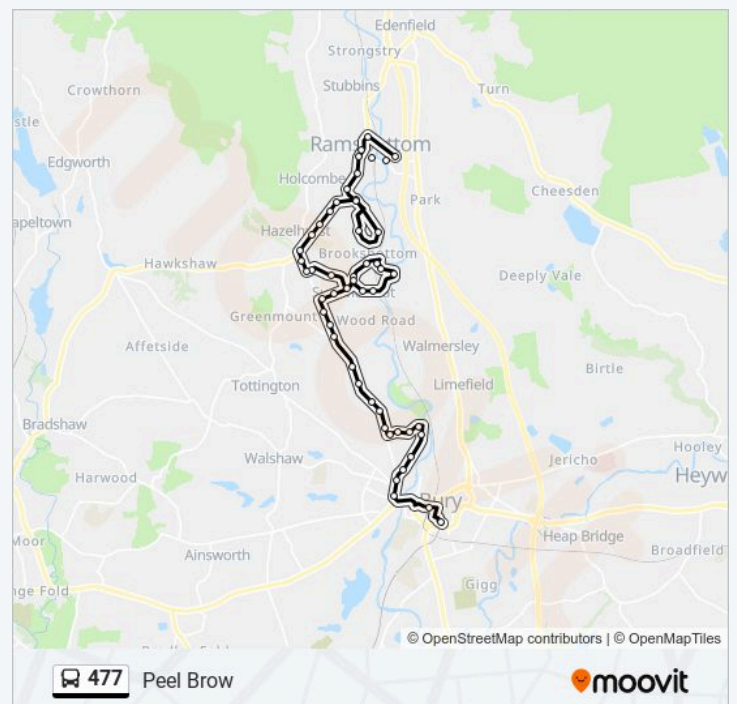 Edenfield
Strongstry
Crowthorn
Stubbins
Turn
Ramsbottom
Edgworth
Holcombe
Cheesden
Park
Hawkshaw
Brooksbottom
Deeply Vale
Greenmount
Wood Road
Affetside
Walmersley
Birtle
Tottington
Limefield
Bradshaw
Walshaw
Jericho
Hooley
Harwood
Heyw
Bury
Heap Bridge
Broadfield
Ainsworth
Gigg
© OpenStreetMap contributors | © OpenMapTiles
477 Peel Brow
moovit